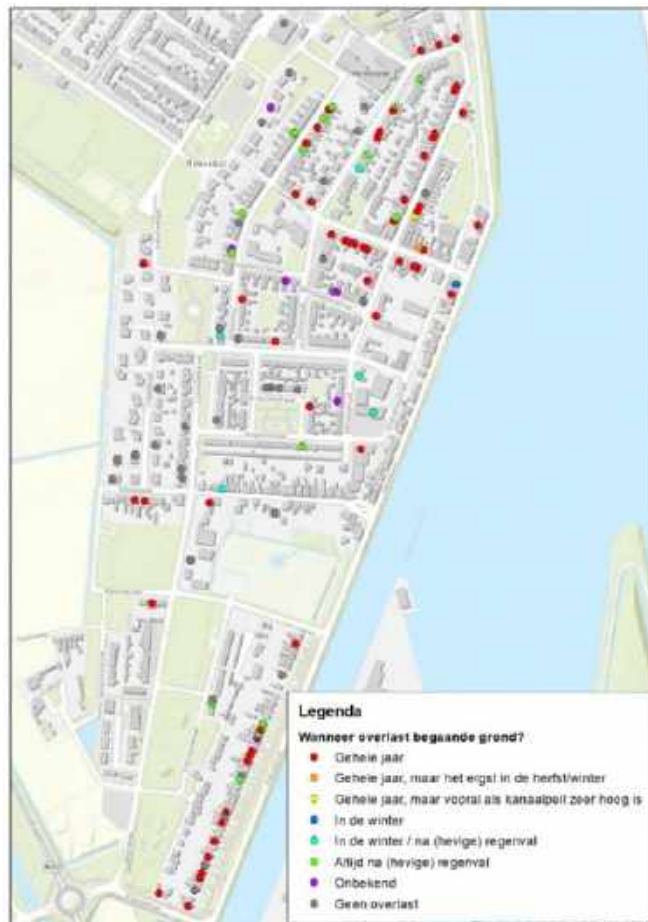 Legenda
Wanneer overlast begaande grond?
Gehele jaar
Gehele jaar, maar het ergst in de herfst/winter
Gehele jaar, maar vooral als kanaalpeil zeer hoog is
In de winter
In de winter / na (hevige) regenval
Altijd na (hevige) regenval
Onbekend
Geen overlast